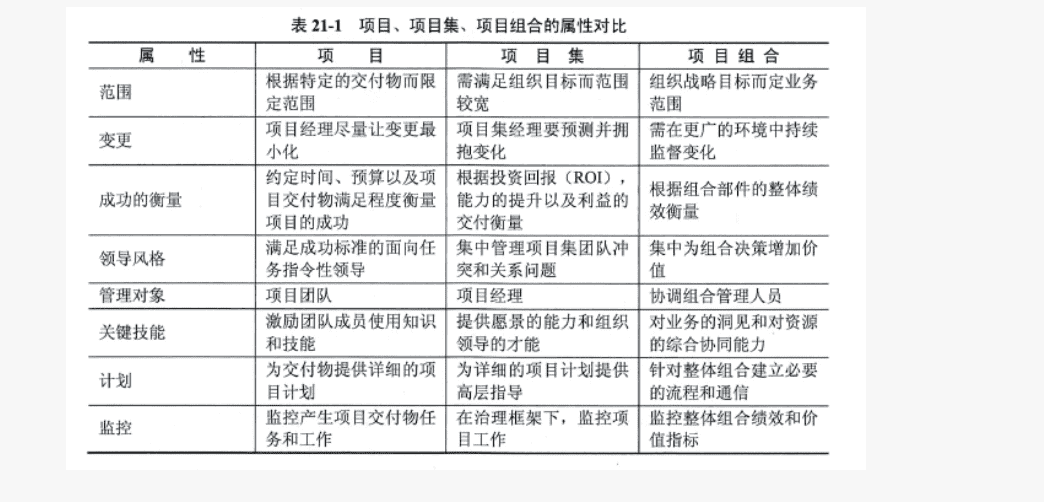 表 21-1 项目、项目集、项目组合的属性对比
属 性 项 目 项 目 集 项 目 组 合
范围 根据特定的交付物而限定范围 需满足组织目标而范围较宽 组织战略目标而定业务范围
变更 项目经理尽量让变更最小化 项目集经理要预测并拥抱变化 需在更广的环境中持续监督变化
成功的衡量 约定时间、预算以及项目交付物满足程度衡量项目的成功 根据投资回报（ROI），能力的提升以及利益的交付衡量 根据组合部件的整体绩效衡量
领导风格 满足成功标准的面向任务指令性领导 集中管理项目集团队冲突和关系问题 集中为组合决策增加价值
管理对象 项目团队 项目经理 协调组合管理人员
关键技能 激励团队成员使用知识和技能 提供愿景的能力和组织领导的才能 对业务的洞见和对资源的综合协同能力
计划 为交付物提供详细的项目计划 为详细的项目计划提供高层指导 针对整体组合建立必要的流程和通信
监控 监控产生项目交付物任务和工作 在治理框架下，监控项目工作 监控整体组合绩效和价值指标